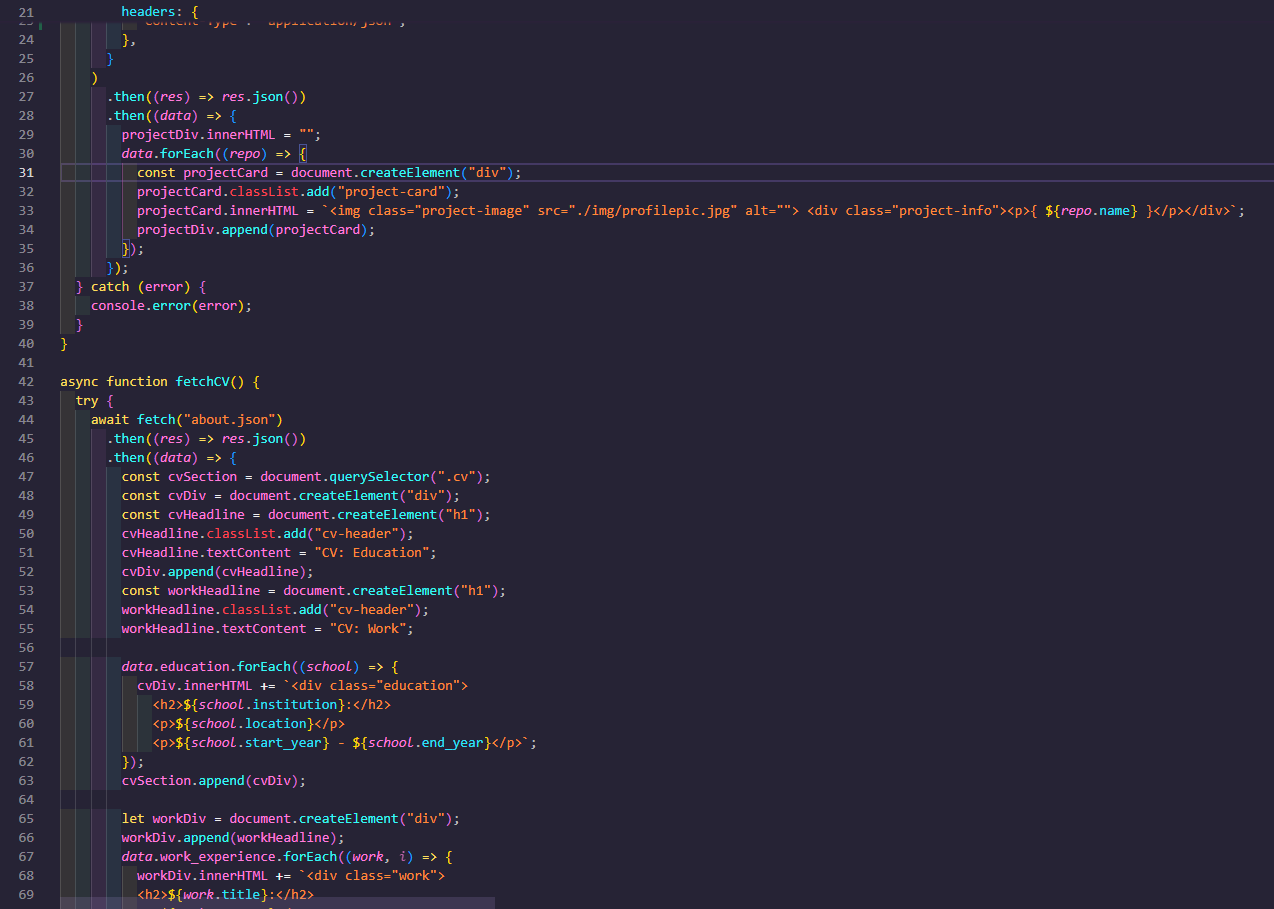 21 headers: {
24 },
25 }
26 )
27 .then((res) => res.json())
28 .then((data) => {
29 projectDiv.innerHTML = "";
30 data.forEach((repo) => {
31 const projectCard = document.createElement("div");
32 projectCard.classList.add("project-card");
33 projectCard.innerHTML = `<img class="project-image" src="./img/profilepic.jpg" alt=""> <div class="project-info"><p>{ ${repo.name} }</p></div>`;
34 projectDiv.append(projectCard);
35 });
36 });
37 } catch (error) {
38 console.error(error);
39 }
40 }
41
42 async function fetchCV() {
43 try {
44 await fetch("about.json")
45 .then((res) => res.json())
46 .then((data) => {
47 const cvSection = document.querySelector(".cv");
48 const cvDiv = document.createElement("div");
49 const cvHeadline = document.createElement("h1");
50 cvHeadline.classList.add("cv-header");
51 cvHeadline.textContent = "CV: Education";
52 cvDiv.append(cvHeadline);
53 const workHeadline = document.createElement("h1");
54 workHeadline.classList.add("cv-header");
55 workHeadline.textContent = "CV: Work";
56
57 data.education.forEach((school) => {
58 cvDiv.innerHTML += `<div class="education">
59 <h2>${school.institution}:</h2>
60 <p>${school.location}</p>
61 <p>${school.start_year} - ${school.end_year}</p>`;
62 });
63 cvSection.append(cvDiv);
64
65 let workDiv = document.createElement("div");
66 workDiv.append(workHeadline);
67 data.work_experience.forEach((work, i) => {
68 workDiv.innerHTML += `<div class="work">
69 <h2>${work.title}:</h2>